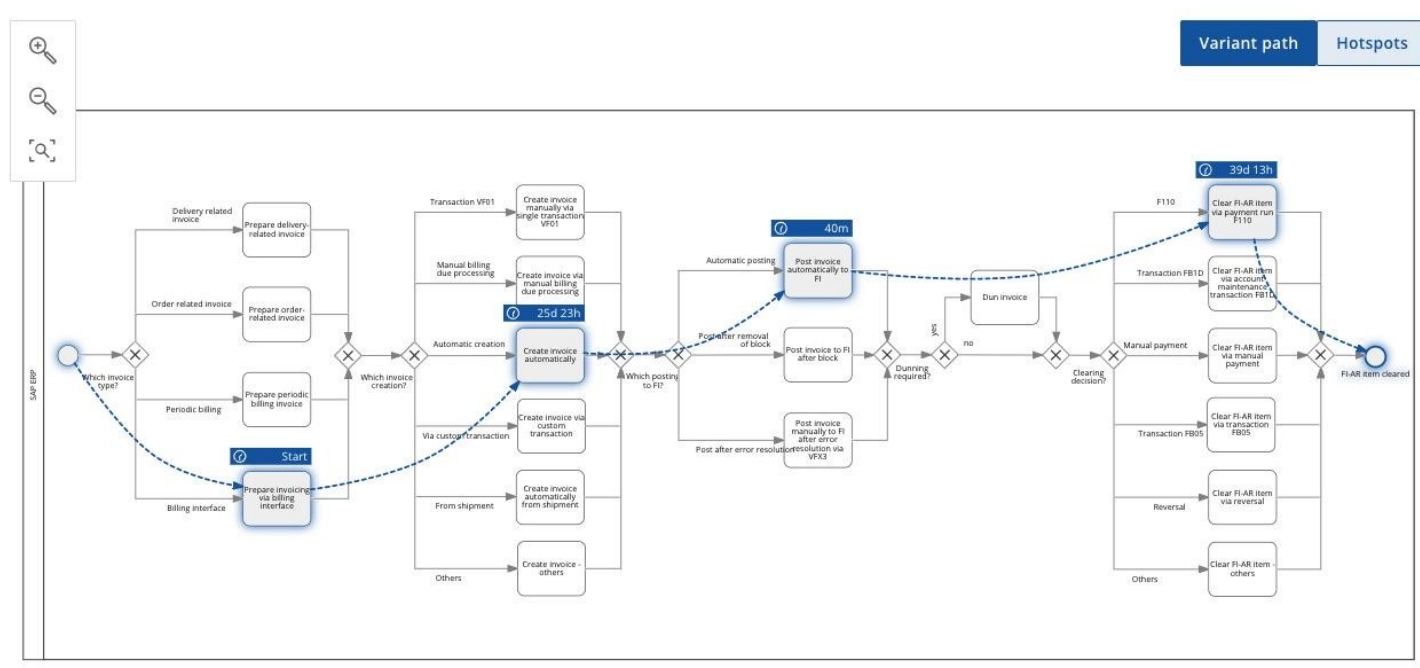 Variant path
Hotspots
SAP ERP
Which invoice
type?
Delivery related
invoice
Order related invoice
Periodic billing
Billing interface
Prepare delivery-
related invoice
Prepare order-
related invoice
Prepare periodic
billing invoice
Start
Prepare invoicing
via billing
interface
Which invoice
creation?
Transaction VF01
Manual billing
due processing
Automatic creation
Via custom transaction
From shipment
Others
Create invoice
manually via
single transaction
VF01
Create invoice via
manual billing
due processing
25d 23h
Create invoice
automatically
Create invoice via
custom
transaction
Create invoice
automatically
from shipment
Create invoice -
others
Which posting
to FI?
Automatic posting
Post after removal
of block
Post after error resolution
40m
Post invoice
automatically to
FI
Post invoice to FI
after block
Post invoice
manually to FI
after error
resolution via
VFX3
Dunning
required?
yes
no
Dun invoice
Clearing
decision?
F110
Transaction FB1D
Manual payment
Transaction FB05
Reversal
Others
39d 13h
Clear FI-AR item
via payment run
F110
Clear FI-AR item
via account
maintenance
transaction FB1D
Clear FI-AR item
via manual
payment
Clear FI-AR item
via transaction
FB05
Clear FI-AR item
via reversal
Clear FI-AR item -
others
FI-AR item cleared